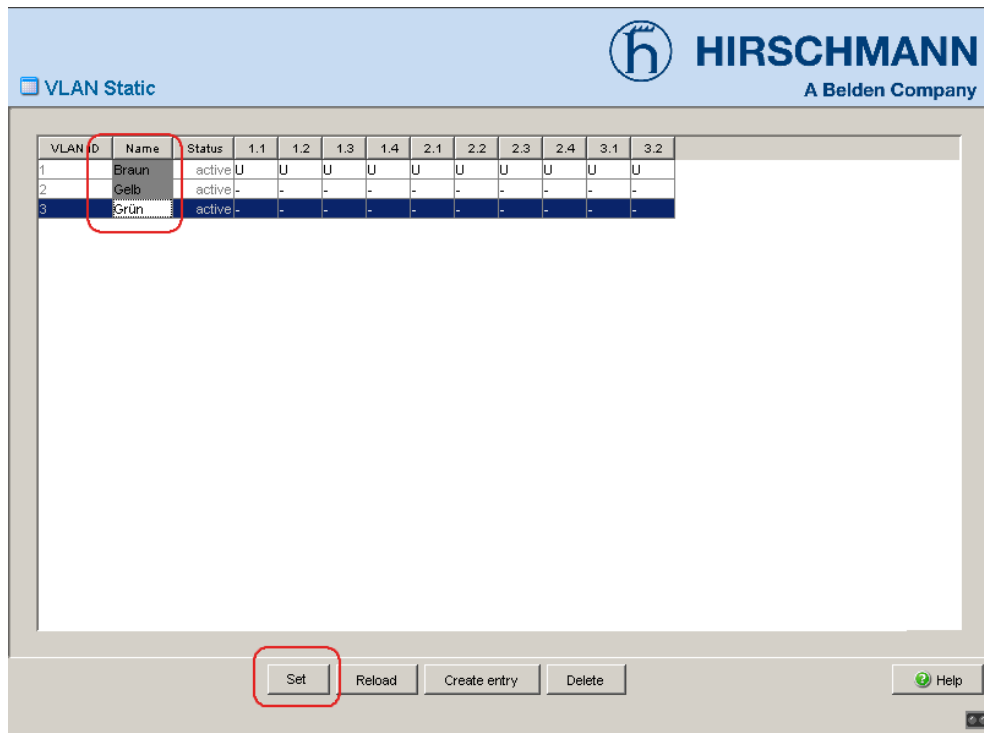 HIRSCHMANN
VLAN Static
A Belden Company
VLAN ID Name Status 1.1 1.2 1.3 1.4 2.1 2.2 2.3 2.4 3.1 3.2
1 Braun active U U U U U U U U U U
2 Gelb active - - - - - - - - - -
3 Grün active - - - - - - - - - -
Set Reload Create entry Delete Help